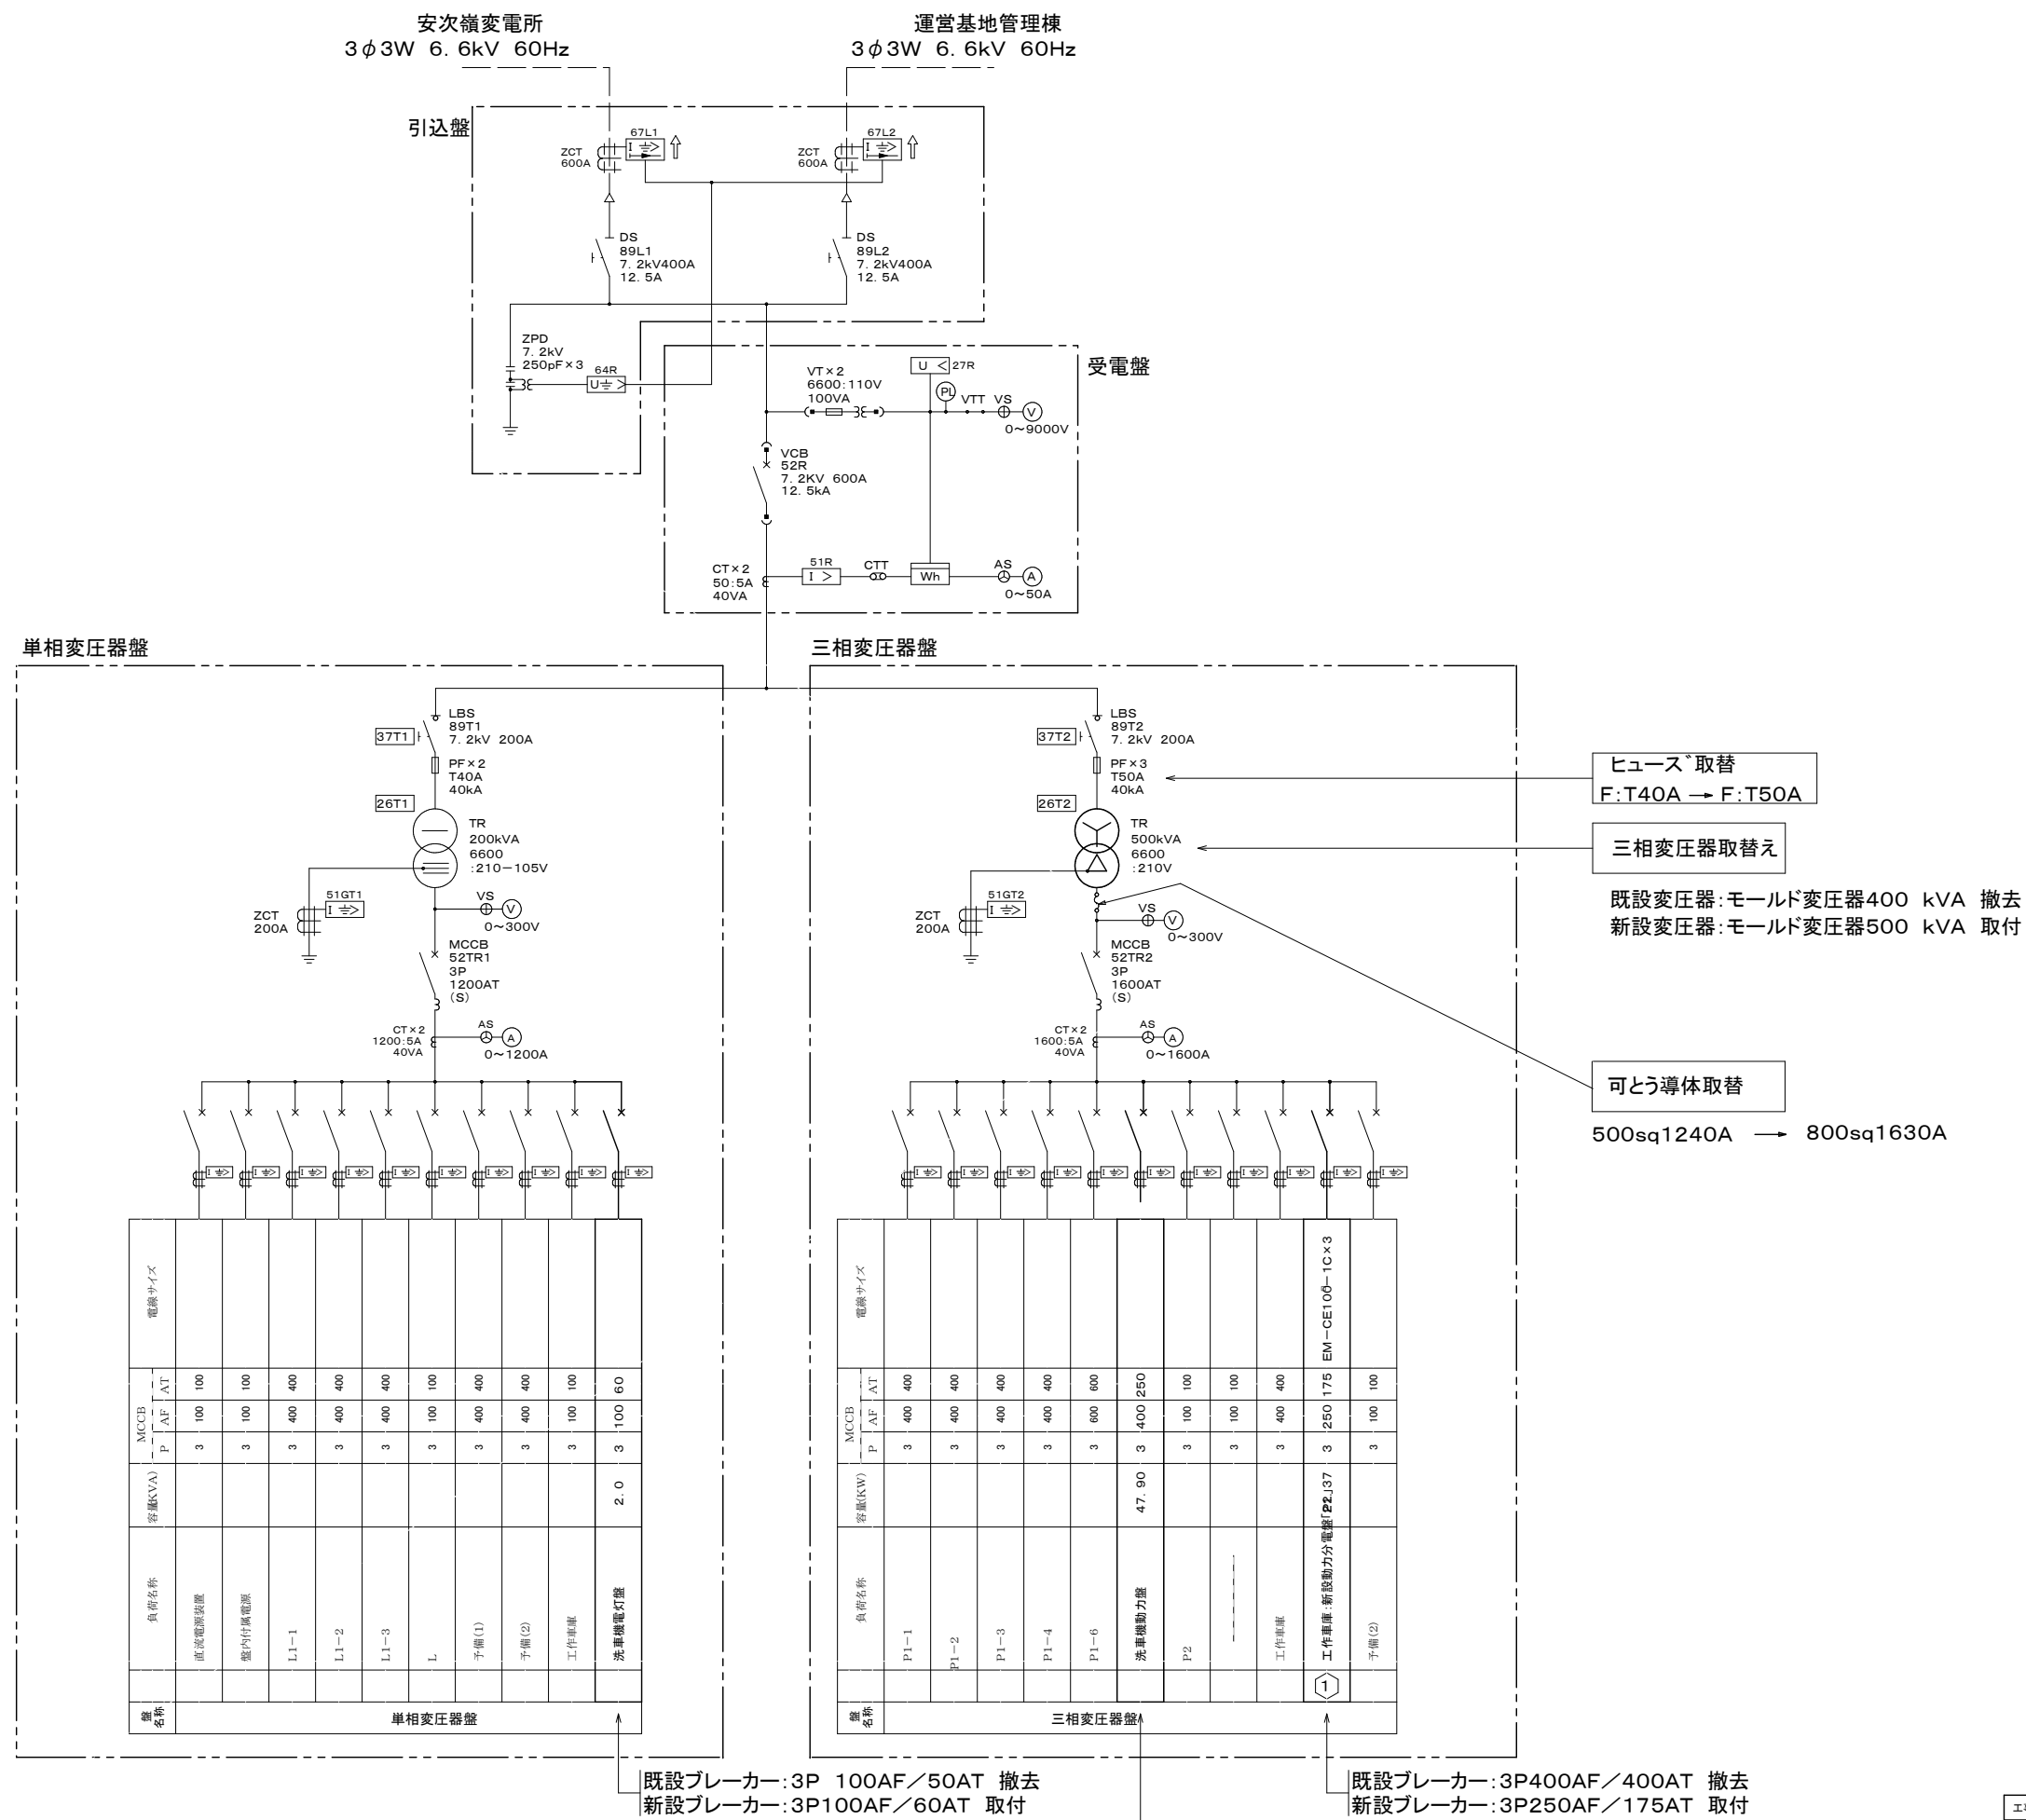 安次嶺変電所
3φ3W 6.6kV 60Hz
運営基地管理棟
3φ3W 6.6kV 60Hz
引込盤
ZCT
600A
67L1
I
ZCT
600A
67L2
I
DS
89L1
7.2kV400A
12.5A
DS
89L2
7.2kV400A
12.5A
ZPD
7.2kV
250pF×3
64R
U >
受電盤
VT×2
6600:110V
100VA
U <
27R
PL
VTT
VS
V
0~9000V
VCB
52R
7.2KV 600A
12.5kA
CT×2
50:5A
40VA
51R
I >
CTT
Wh
AS
A
0~50A
単相変圧器盤
LBS
89T1
7.2kV 200A
37T1
PF×2
T40A
40kA
26T1
TR
200kVA
6600
:210-105V
51GT1
I
ZCT
200A
VS
V
0~300V
MCCB
52TR1
3P
1200AT
(S)
CT×2
1200:5A
40VA
AS
A
0~1200A
三相変圧器盤
LBS
89T2
7.2kV 200A
37T2
PF×3
T50A
40kA
26T2
TR
500kVA
6600
:210V
51GT2
I
ZCT
200A
VS
V
0~300V
MCCB
52TR2
3P
1600AT
(S)
CT×2
1600:5A
40VA
AS
A
0~1600A
ヒューズ取替
F:T40A → F:T50A
三相変圧器取替え
既設変圧器:モールド変圧器400 kVA 撤去
新設変圧器:モールド変圧器500 kVA 取付
可とう導体取替
500sq1240A → 800sq1630A
盤名称 負荷名称 容量(KVA) MCCB P AF AT 電線サイズ
単相変圧器盤
直流電源装置 3 100 100
盤内付属電源 3 100 100
L1-1 3 400 400
L1-2 3 400 400
L1-3 3 400 400
L 3 100 100
予備(1) 3 400 400
予備(2) 3 400 400
工作車庫 3 100 100
洗車機電灯盤 2.0 3 100 60
盤名称 負荷名称 容量(KW) MCCB P AF AT 電線サイズ
三相変圧器盤
P1-1 3 400 400
P1-2 3 400 400
P1-3 3 400 400
P1-4 3 400 400
P1-6 3 600 600
洗車機動力盤 47.90 3 400 250
P2 3 100 100
3 100 100
工作車庫 3 400 400
1 工作車庫:新設動力分電盤 3 250 175 EM-CE100-1C×3
予備(2) 3 100 100
既設ブレーカー:3P 100AF/50AT 撤去
新設ブレーカー:3P100AF/60AT 取付
既設ブレーカー:3P400AF/400AT 撤去
新設ブレーカー:3P250AF/175AT 取付